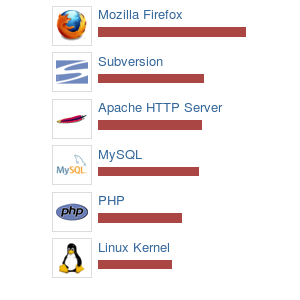 Mozilla Firefox
Subversion
Apache HTTP Server
MySQL
MySQL
PHP
php
Linux Kernel